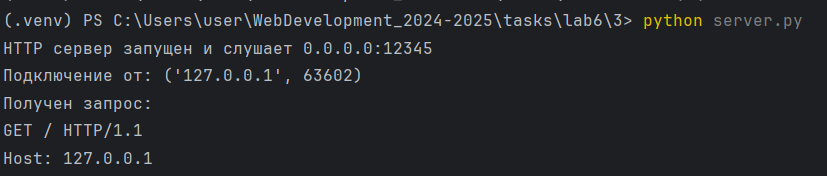 (.venv) PS C:\Users\user\WebDevelopment_2024-2025\tasks\lab6\3> python server.py
HTTP сервер запущен и слушает 0.0.0.0:12345
Подключение от: ('127.0.0.1', 63602)
Получен запрос:
GET / HTTP/1.1
Host: 127.0.0.1